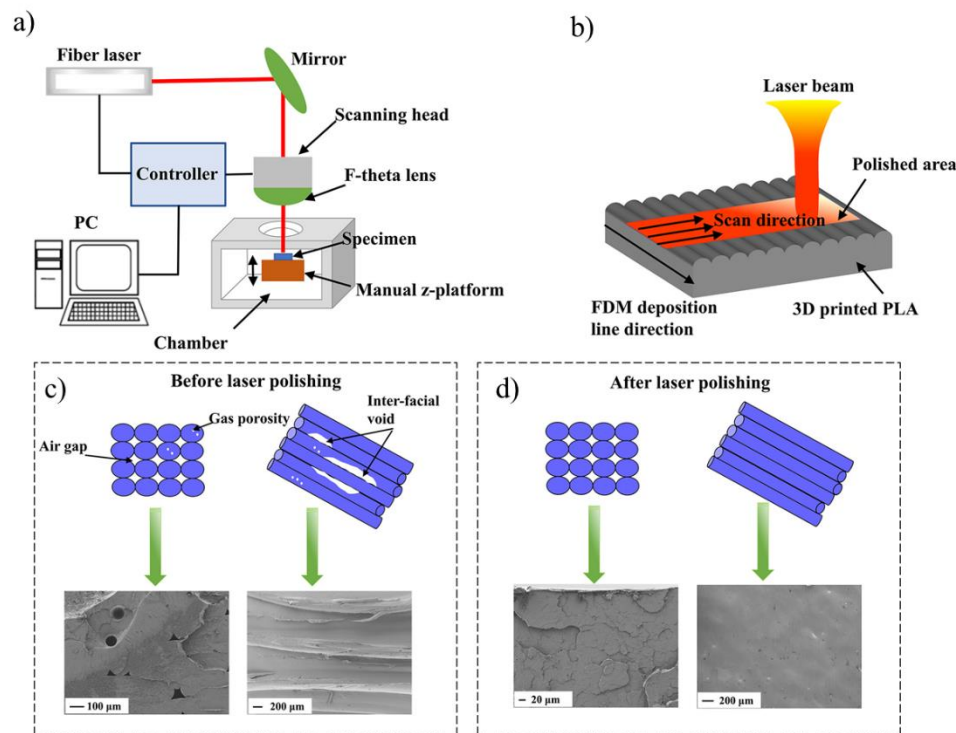 a)
Fiber laser
Mirror
Scanning head
Controller
F-theta lens
PC
Specimen
Manual z-platform
Chamber
b)
Laser beam
Polished area
Scan direction
FDM deposition
line direction
3D printed PLA
c)
Before laser polishing
Gas porosity
Inter-facial
void
Air gap
100 μm
200 μm
d)
After laser polishing
20 μm
200 μm